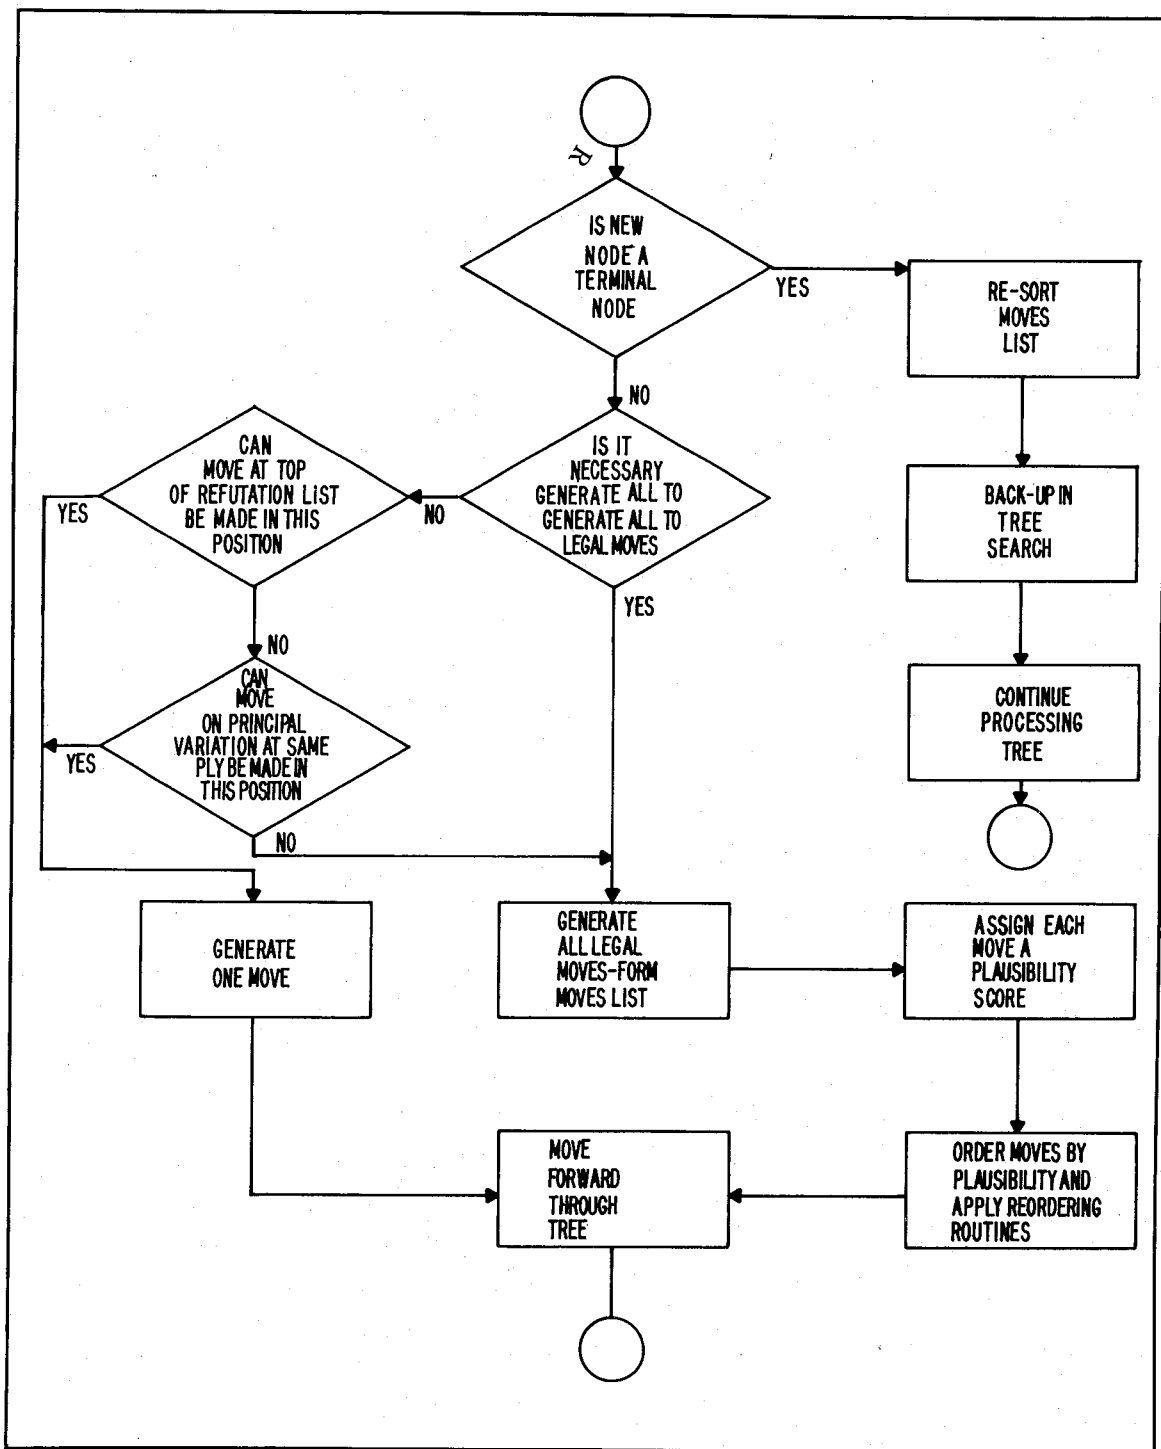 R
IS NEW
NODE A
TERMINAL
NODE
YES
RE-SORT
MOVES
LIST
NO
CAN
MOVE AT TOP
OF REFUTATION LIST
BE MADE IN THIS
POSITION
IS IT
NECESSARY
GENERATE ALL TO
GENERATE ALL TO
LEGAL MOVES
BACK-UP IN
TREE
SEARCH
YES
NO
YES
NO
CAN
MOVE
ON PRINCIPAL
VARIATION AT SAME
PLY BE MADE IN
THIS POSITION
CONTINUE
PROCESSING
TREE
YES
NO
GENERATE
ONE MOVE
GENERATE
ALL LEGAL
MOVES-FORM
MOVES LIST
ASSIGN EACH
MOVE A
PLAUSIBILITY
SCORE
MOVE
FORWARD
THROUGH
TREE
ORDER MOVES BY
PLAUSIBILITY AND
APPLY REORDERING
ROUTINES